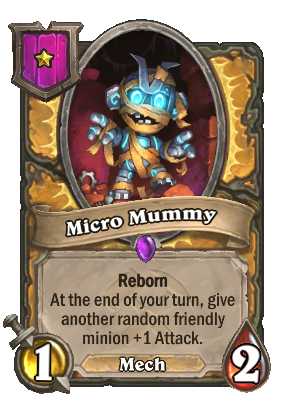 Micro Mummy
Reborn
At the end of your turn, give
another random friendly
minion +1 Attack.
1
Mech
2